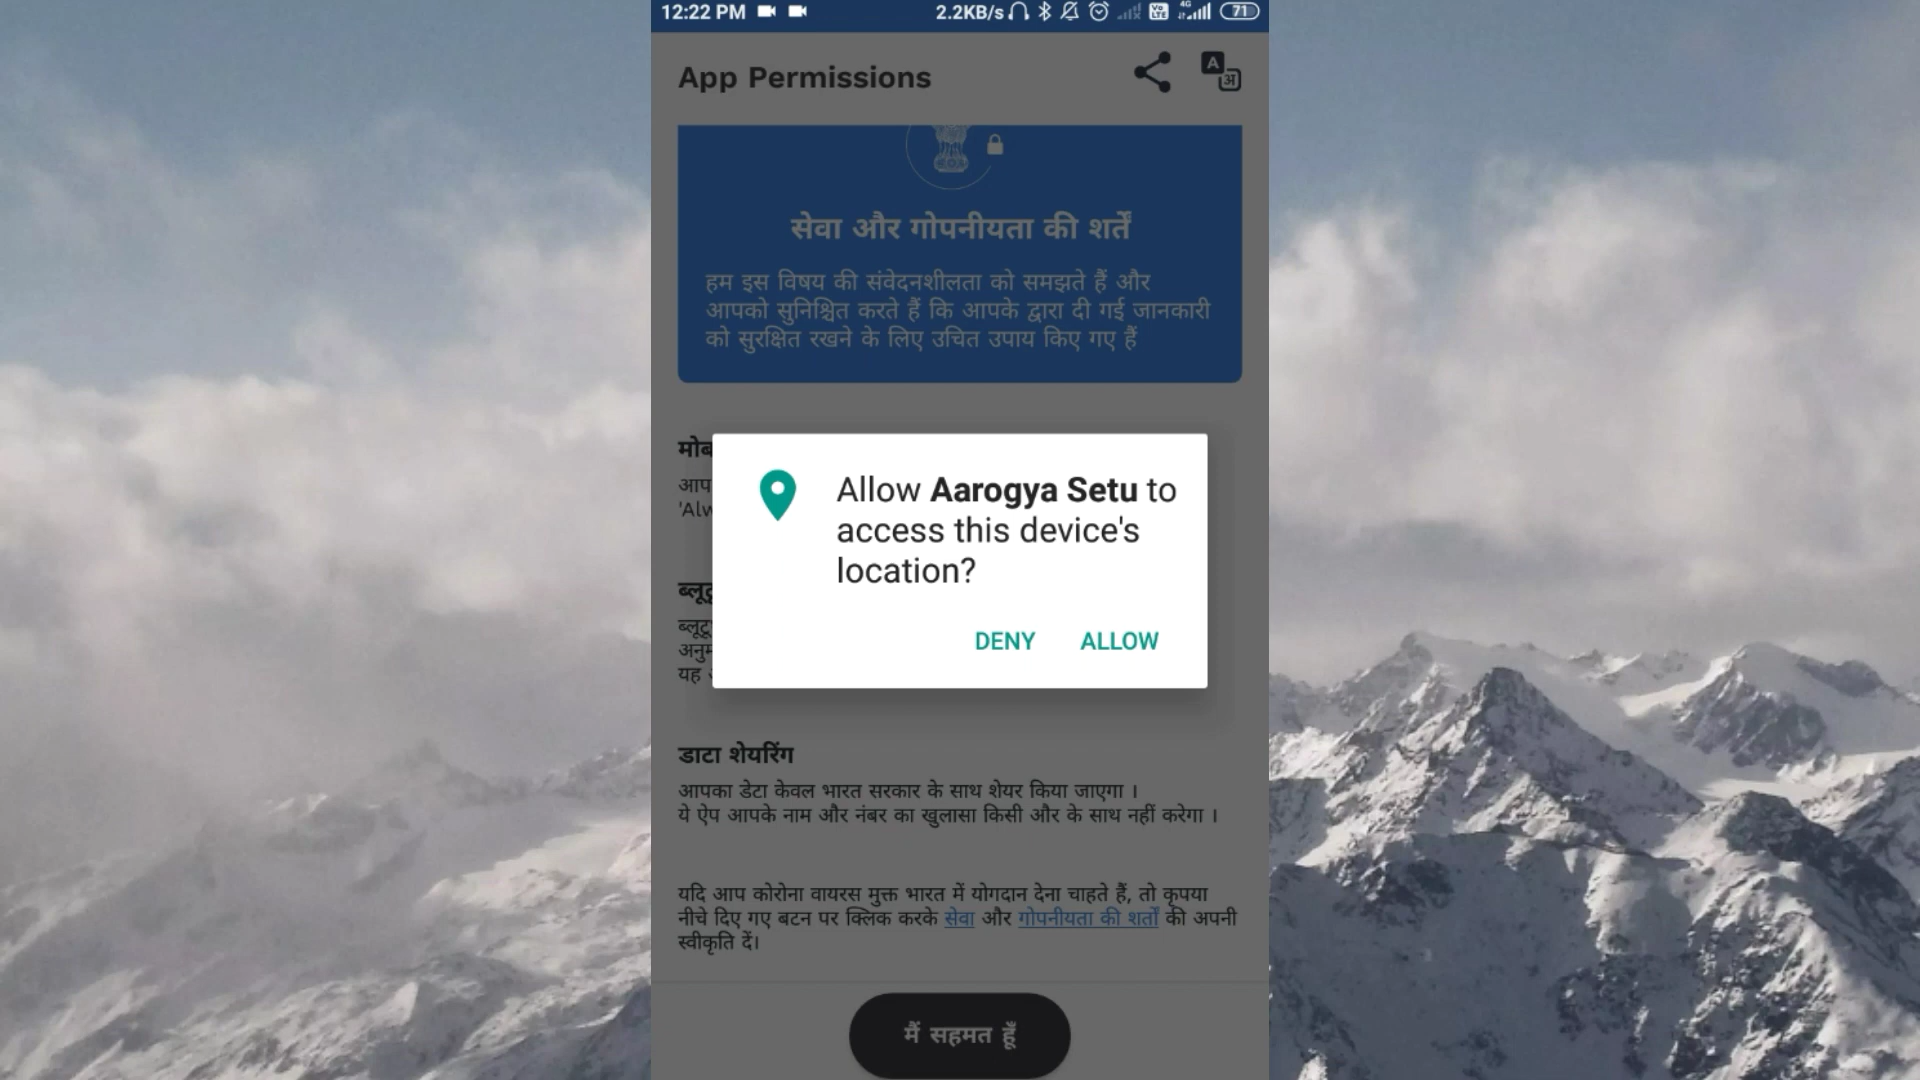 12:22 PM 2.2KB/s 4G 71
App Permissions
सेवा और गोपनीयता की शर्तें
हम इस विषय की संवेदनशीलता को समझते हैं और
आपको सुनिश्चित करते हैं कि आपके द्वारा दी गई जानकारी
को सुरक्षित रखने के लिए उचित उपाय किए गए हैं
Allow Aarogya Setu to
access this device's
location?
DENY ALLOW
डाटा शेयरिंग
आपका डेटा केवल भारत सरकार के साथ शेयर किया जाएगा ।
ये ऐप आपके नाम और नंबर का खुलासा किसी और के साथ नहीं करेगा ।
यदि आप कोरोना वायरस मुक्त भारत में योगदान देना चाहते हैं, तो कृपया
नीचे दिए गए बटन पर क्लिक करके सेवा और गोपनीयता की शर्तों की अपनी
स्वीकृति दें।
मैं सहमत हूँ